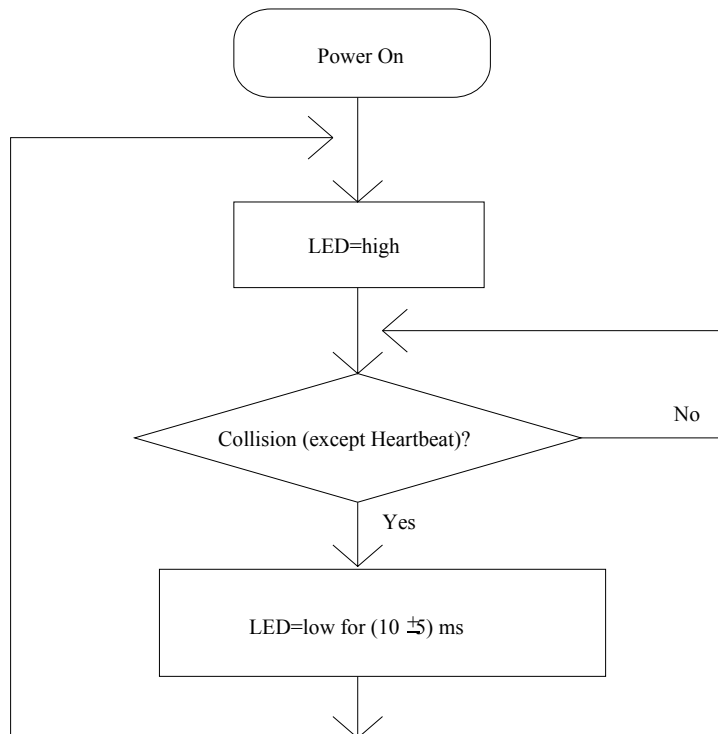 Power On
LED=high
Collision (except Heartbeat)?
No
Yes
LED=low for (10 ±5) ms